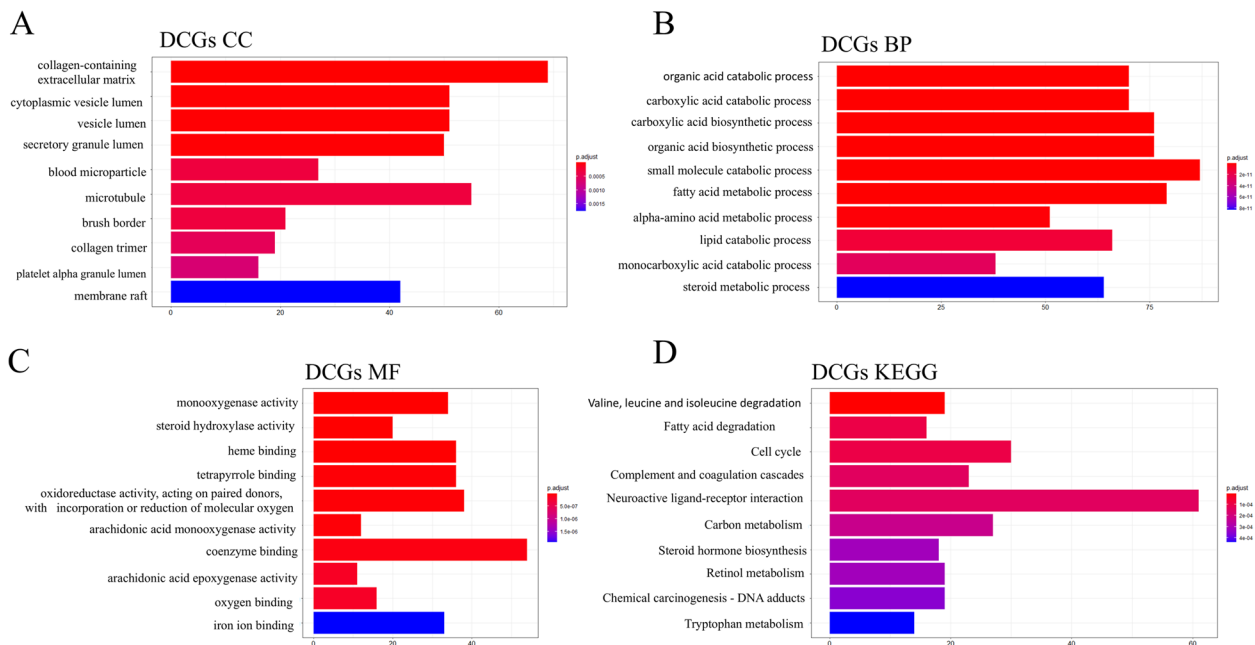 A
DCGs CC
collagen-containing
extracellular matrix
cytoplasmic vesicle lumen
vesicle lumen
secretory granule lumen
blood microparticle
microtubule
brush border
collagen trimer
platelet alpha granule lumen
membrane raft
0
20
40
60
p.adjust
0.0005
0.0010
0.0015
B
DCGs BP
organic acid catabolic process
carboxylic acid catabolic process
carboxylic acid biosynthetic process
organic acid biosynthetic process
small molecule catabolic process
fatty acid metabolic process
alpha-amino acid metabolic process
lipid catabolic process
monocarboxylic acid catabolic process
steroid metabolic process
0
25
50
75
p.adjust
2e-11
4e-11
6e-11
8e-11
C
DCGs MF
monooxygenase activity
steroid hydroxylase activity
heme binding
tetrapyrrole binding
oxidoreductase activity, acting on paired donors,
with incorporation or reduction of molecular oxygen
arachidonic acid monooxygenase activity
coenzyme binding
arachidonic acid epoxygenase activity
oxygen binding
iron ion binding
0
20
40
p.adjust
5.0e-07
1.0e-06
1.5e-06
D
DCGs KEGG
Valine, leucine and isoleucine degradation
Fatty acid degradation
Cell cycle
Complement and coagulation cascades
Neuroactive ligand-receptor interaction
Carbon metabolism
Steroid hormone biosynthesis
Retinol metabolism
Chemical carcinogenesis - DNA adducts
Tryptophan metabolism
0
20
40
60
p.adjust
1e-04
2e-04
3e-04
4e-04